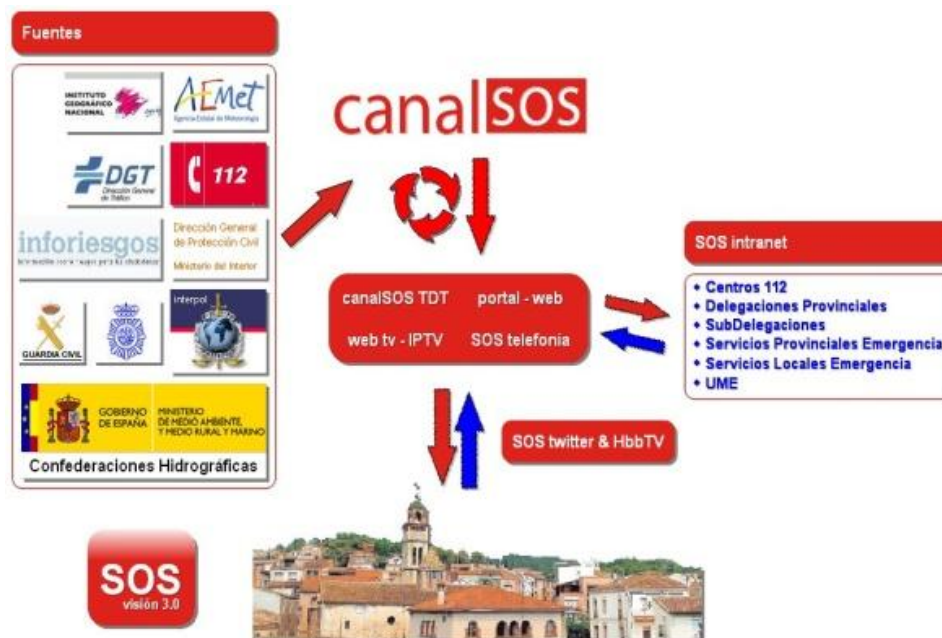 Fuentes
INSTITUTO
GEOGRÁFICO
NACIONAL
AEMet
Agencia Estatal de Meteorología
DGT
Dirección General
de Tráfico
112
inforiesgos
Dirección General
de Protección Civil
Ministerio del Interior
GUARDIA CIVIL
interpol
GOBIERNO
DE ESPAÑA
MINISTERIO
DE MEDIO AMBIENTE,
Y MEDIO RURAL Y MARINO
Confederaciones Hidrográficas
canalSOS
canalSOS TDT portal - web
web tv - IPTV SOS telefonía
SOS intranet
Centros 112
Delegaciones Provinciales
SubDelegaciones
Servicios Provinciales Emergencia
Servicios Locales Emergencia
UME
SOS twitter & HbbTV
SOS
visión 3.0